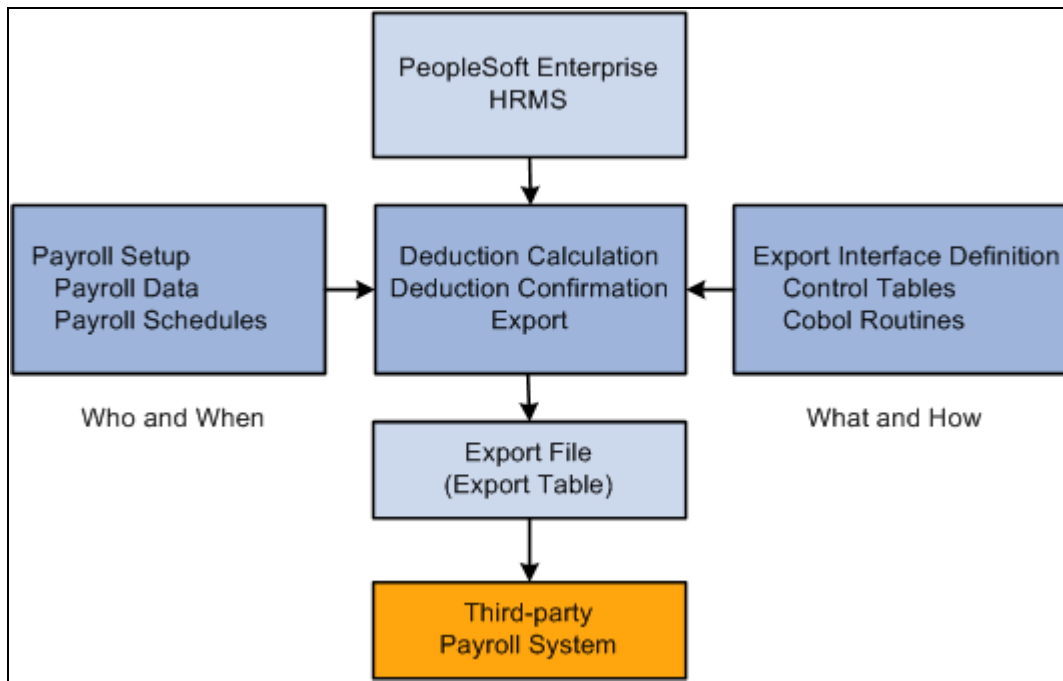 PeopleSoft Enterprise
HRMS
Payroll Setup
Payroll Data
Payroll Schedules
Deduction Calculation
Deduction Confirmation
Export
Export Interface Definition
Control Tables
Cobol Routines
Who and When
What and How
Export File
(Export Table)
Third-party
Payroll System